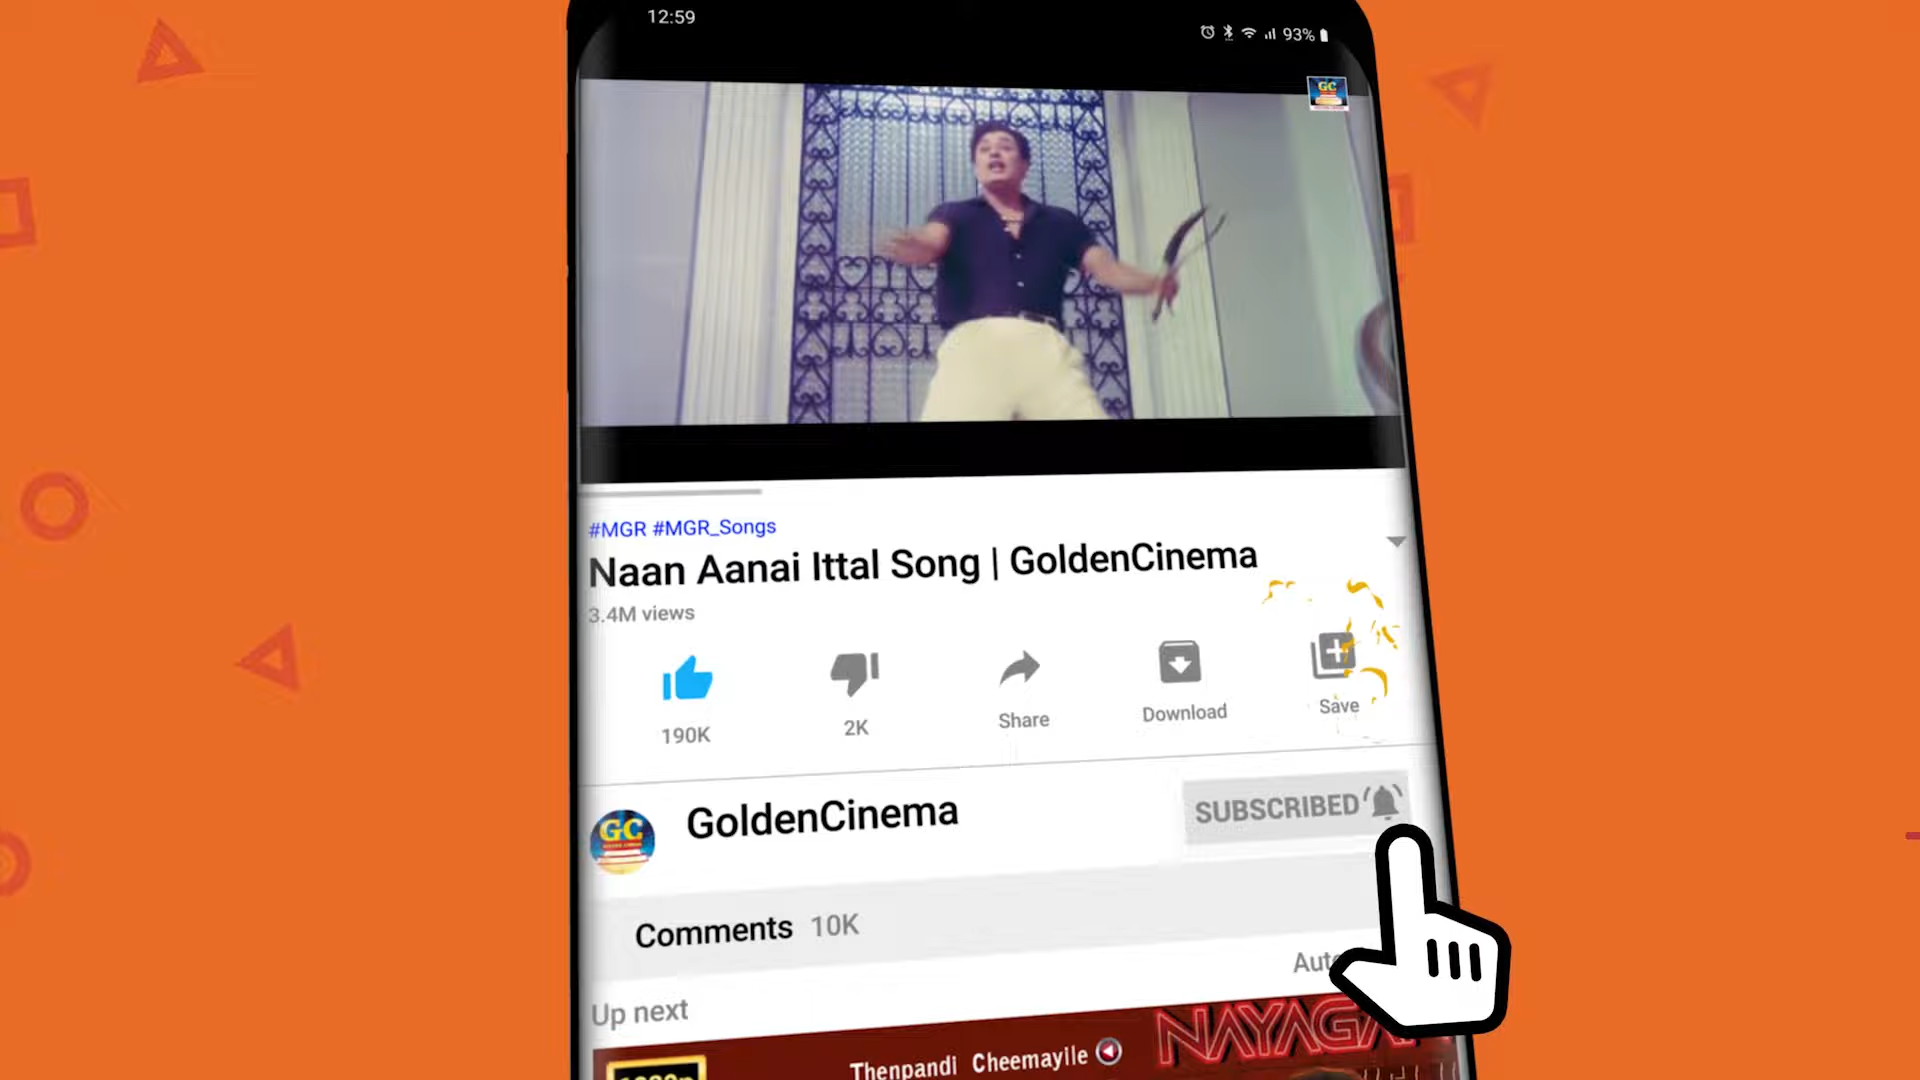 12:59
93%
GC
#MGR #MGR_Songs
Naan Aanai Ittal Song | GoldenCinema
3.4M views
190K
2K
Share
Download
Save
GC
GoldenCinema
SUBSCRIBED
Comments 10K
Up next
Thenpandi Cheemayile